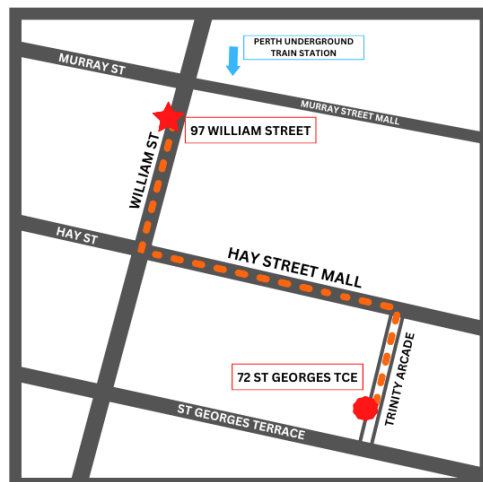 PERTH UNDERGROUND
TRAIN STATION
MURRAY ST
MURRAY STREET MALL
97 WILLIAM STREET
WILLIAM ST
HAY ST
HAY STREET MALL
72 ST GEORGES TCE
TRINITY ARCADE
ST GEORGES TERRACE